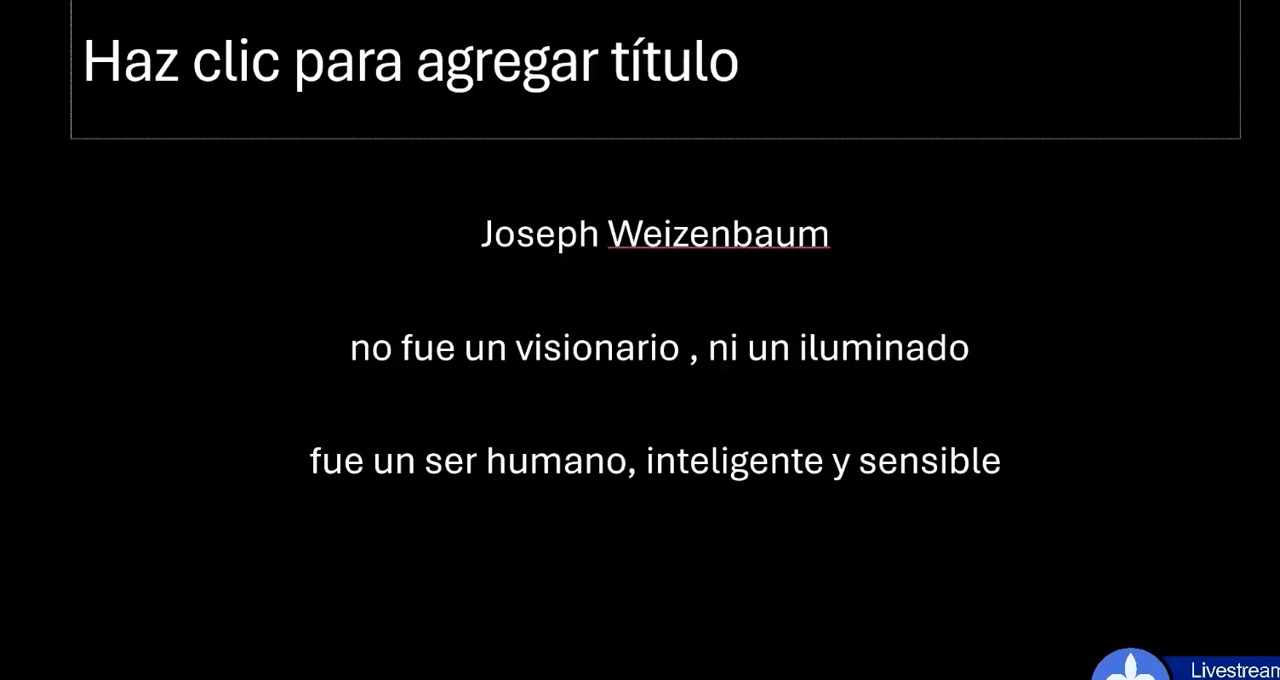 Haz clic para agregar título
Joseph Weizenbaum
no fue un visionario , ni un iluminado
fue un ser humano, inteligente y sensible
Livestream